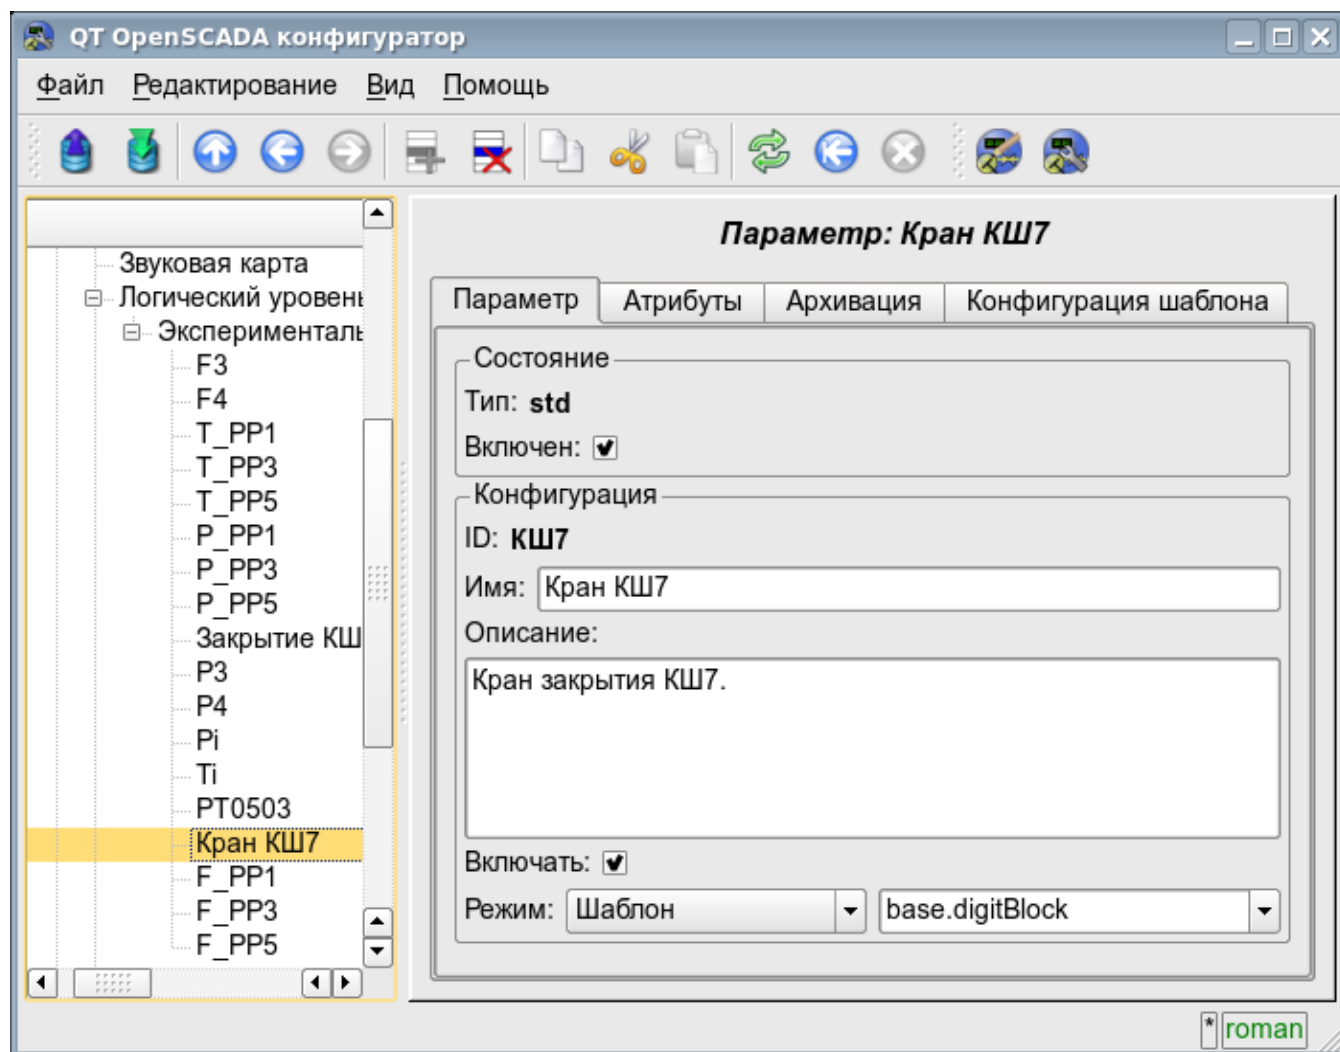 QT OpenSCADA конфигуратор
Файл Редактирование Вид Помощь
Звуковая карта
Логический уровень
Эксперименталь
F3
F4
T_PP1
T_PP3
T_PP5
P_PP1
P_PP3
P_PP5
Закрытие КШ
P3
P4
Pi
Ti
PT0503
Кран КШ7
F_PP1
F_PP3
F_PP5
Параметр: Кран КШ7
Параметр Атрибуты Архивация Конфигурация шаблона
Состояние
Тип: std
Включен:
Конфигурация
ID: КШ7
Имя: Кран КШ7
Описание:
Кран закрытия КШ7.
Включать:
Режим: Шаблон base.digitBlock
* roman